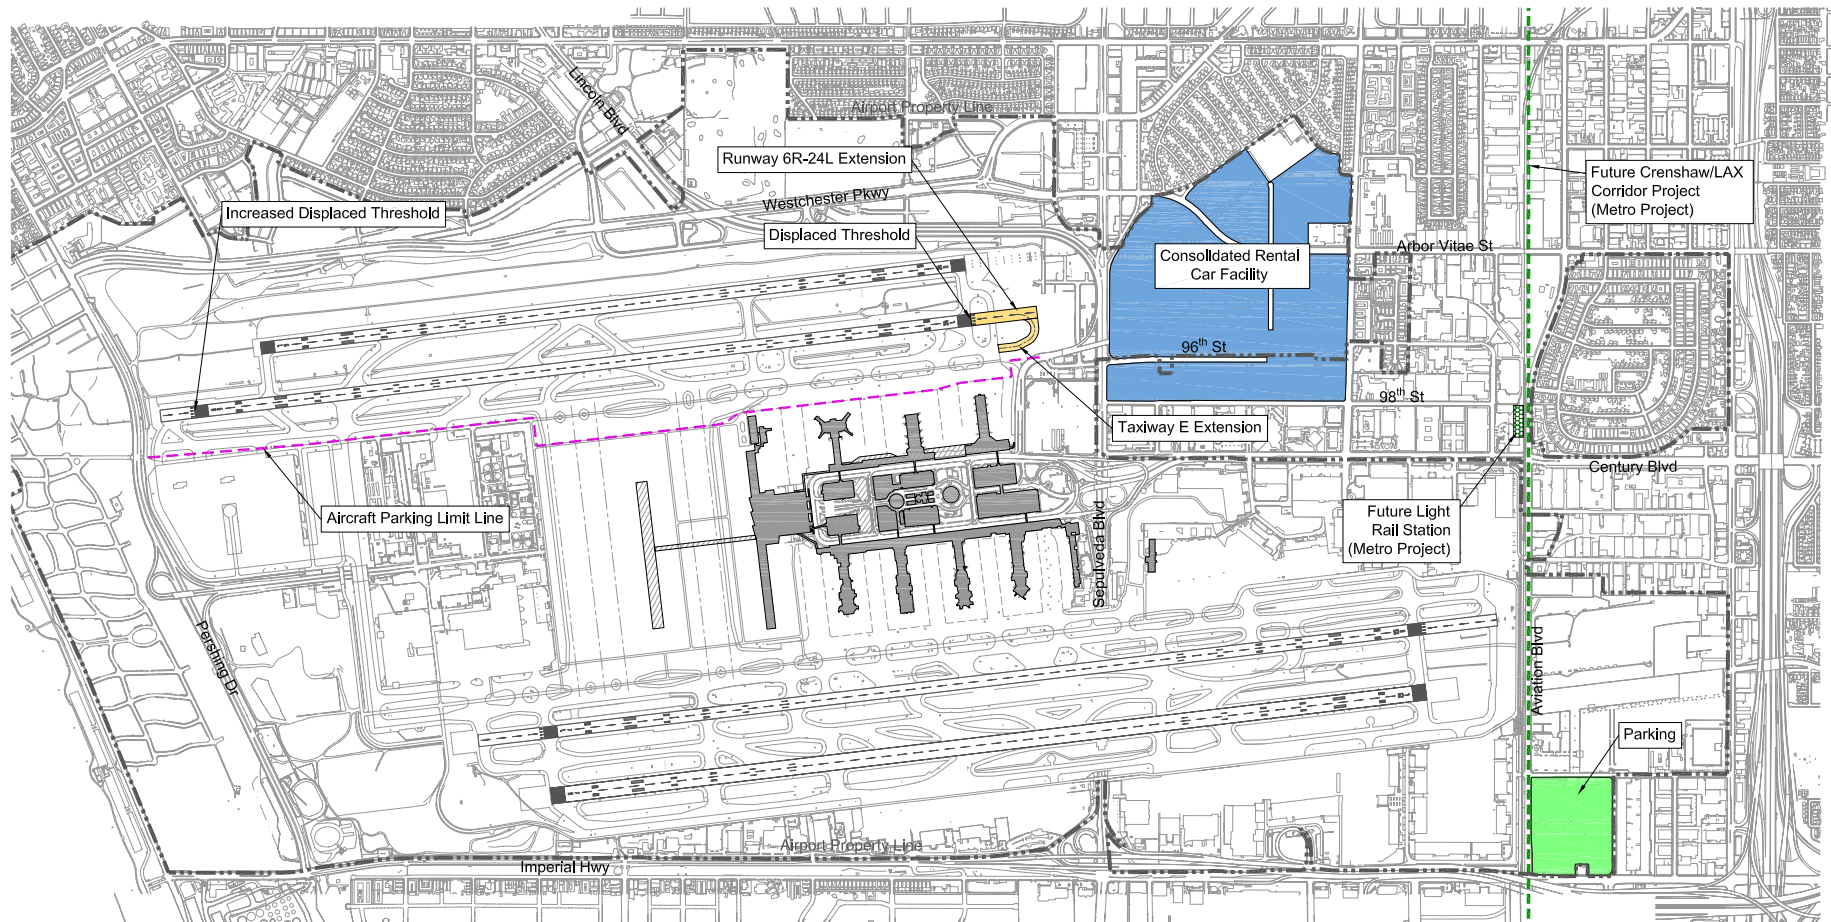 Lincoln Blvd
Airport Property Line
Runway 6R-24L Extension
Future Crenshaw/LAX
Corridor Project
(Metro Project)
Westchester Pkwy
Increased Displaced Threshold
Displaced Threshold
Arbor Vitae St
Consolidated Rental
Car Facility
96th St
98th St
Taxiway E Extension
Century Blvd
Aircraft Parking Limit Line
Future Light
Rail Station
(Metro Project)
Sepulveda Blvd
Pershing Dr
Aviation Blvd
Parking
Airport Property Line
Imperial Hwy